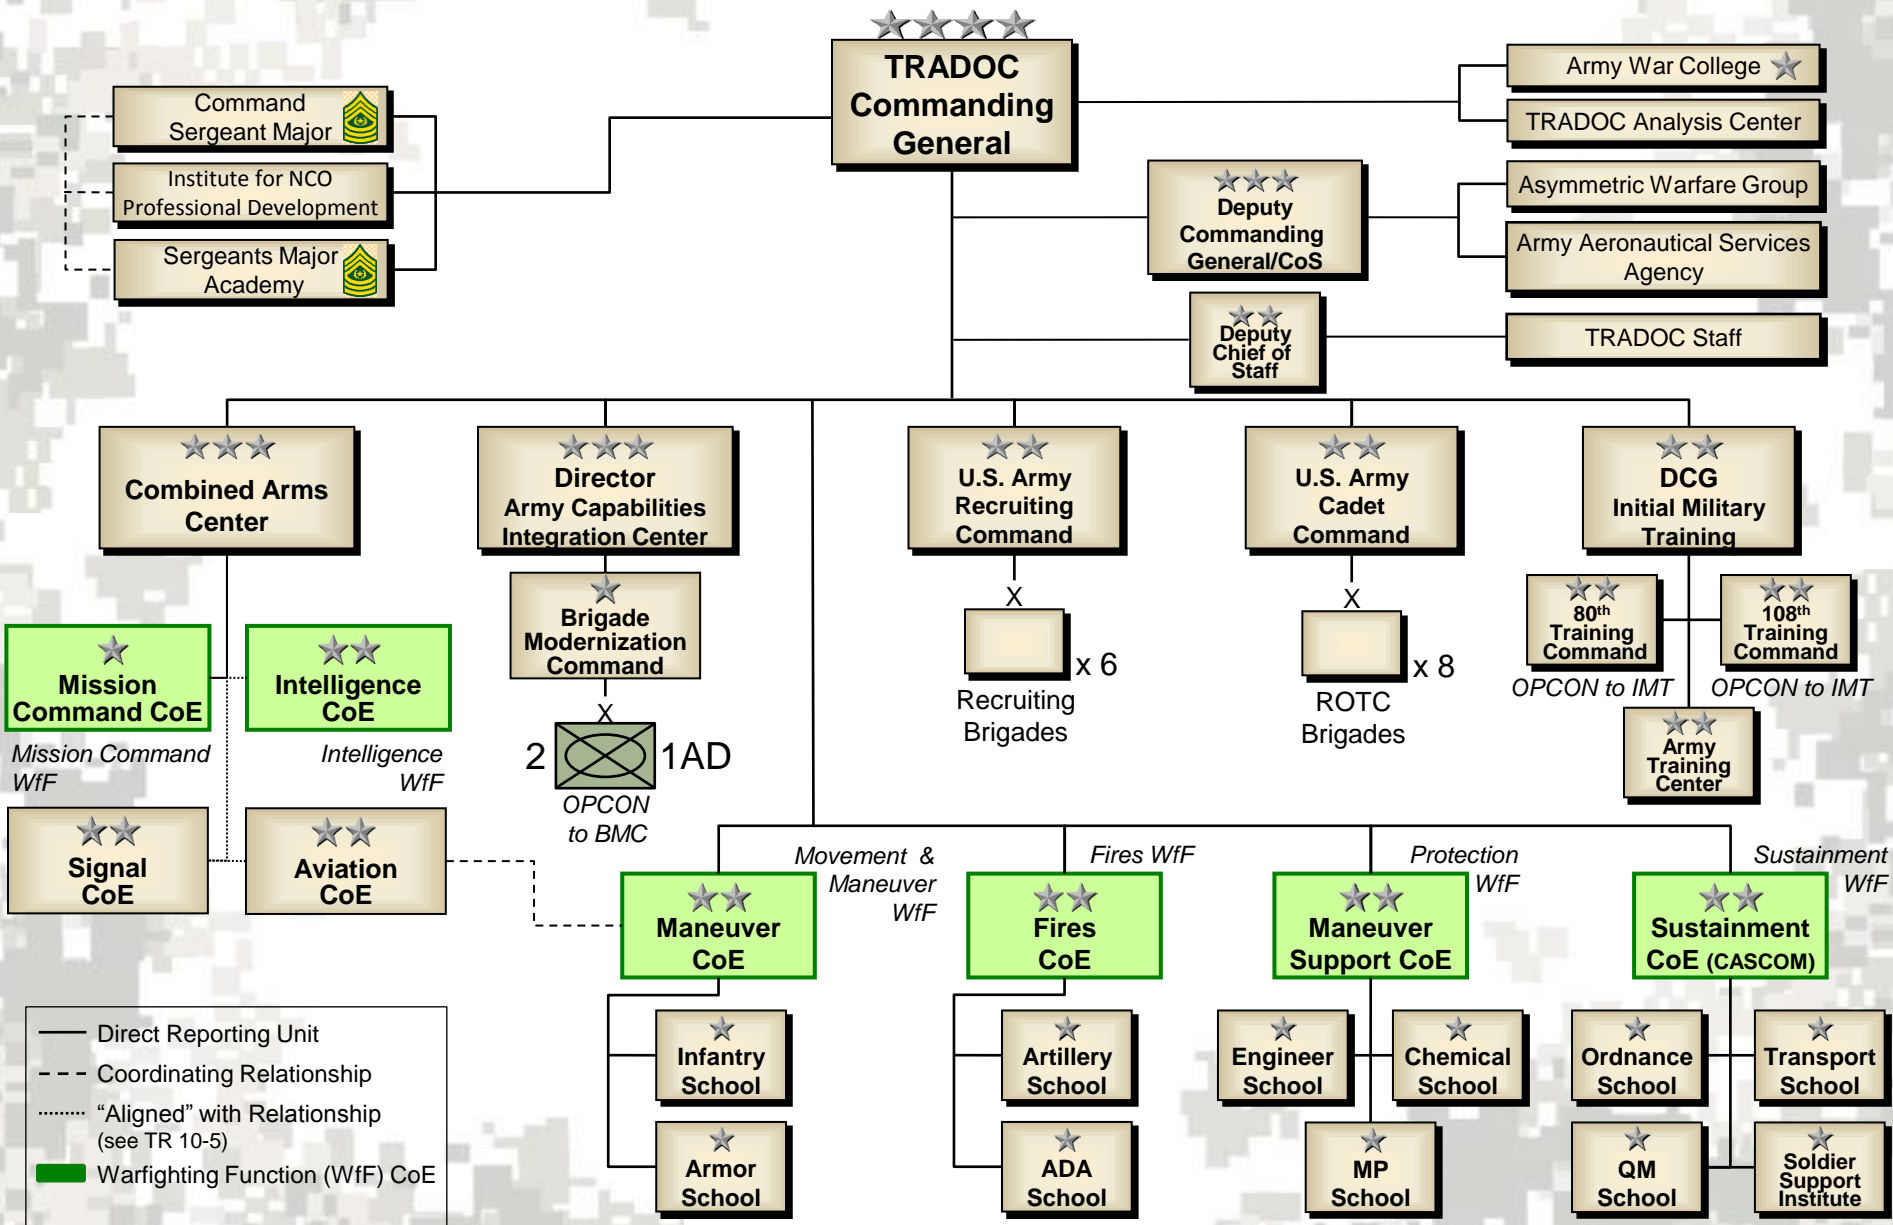 TRADOC
Commanding
General
Command
Sergeant Major
Institute for NCO
Professional Development
Sergeants Major
Academy
Army War College
TRADOC Analysis Center
Deputy
Commanding
General/CoS
Asymmetric Warfare Group
Army Aeronautical Services
Agency
Deputy
Chief of
Staff
TRADOC Staff
Combined Arms
Center
Director
Army Capabilities
Integration Center
U.S. Army
Recruiting
Command
U.S. Army
Cadet
Command
DCG
Initial Military
Training
Mission
Command CoE
Mission Command
WfF
Intelligence
CoE
Intelligence
WfF
Signal
CoE
Aviation
CoE
Brigade
Modernization
Command
X
2
1AD
OPCON
to BMC
X
x 6
Recruiting
Brigades
X
x 8
ROTC
Brigades
80th
Training
Command
OPCON to IMT
108th
Training
Command
OPCON to IMT
Army
Training
Center
Movement &
Maneuver
WfF
Maneuver
CoE
Fires WfF
Fires
CoE
Protection
WfF
Maneuver
Support CoE
Sustainment
WfF
Sustainment
CoE (CASCOM)
Infantry
School
Armor
School
Artillery
School
ADA
School
Engineer
School
Chemical
School
MP
School
Ordnance
School
Transport
School
QM
School
Soldier
Support
Institute
Direct Reporting Unit
Coordinating Relationship
“Aligned” with Relationship
(see TR 10-5)
Warfighting Function (WfF) CoE